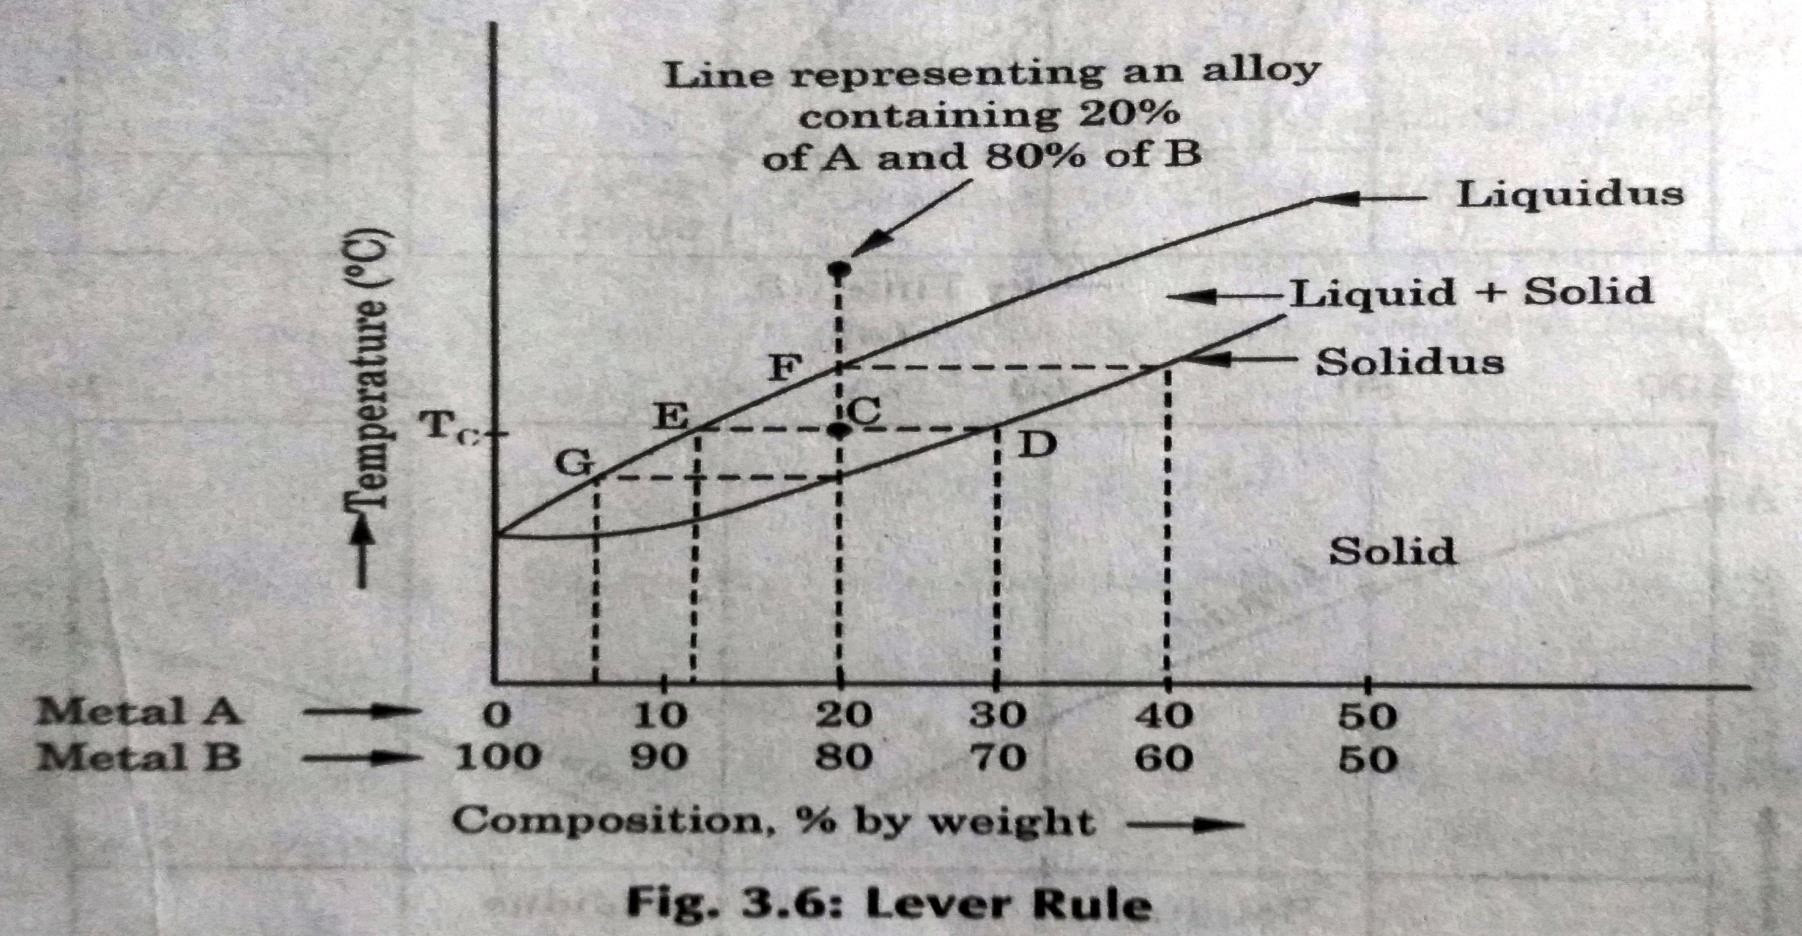 Line representing an alloy
containing 20%
of A and 80% of B
Liquidus
Liquid + Solid
Solidus
F
E
C
D
G
Tc
Temperature (°C)
Solid
Metal A 0 10 20 30 40 50
Metal B 100 90 80 70 60 50
Composition, % by weight
Fig. 3.6: Lever Rule